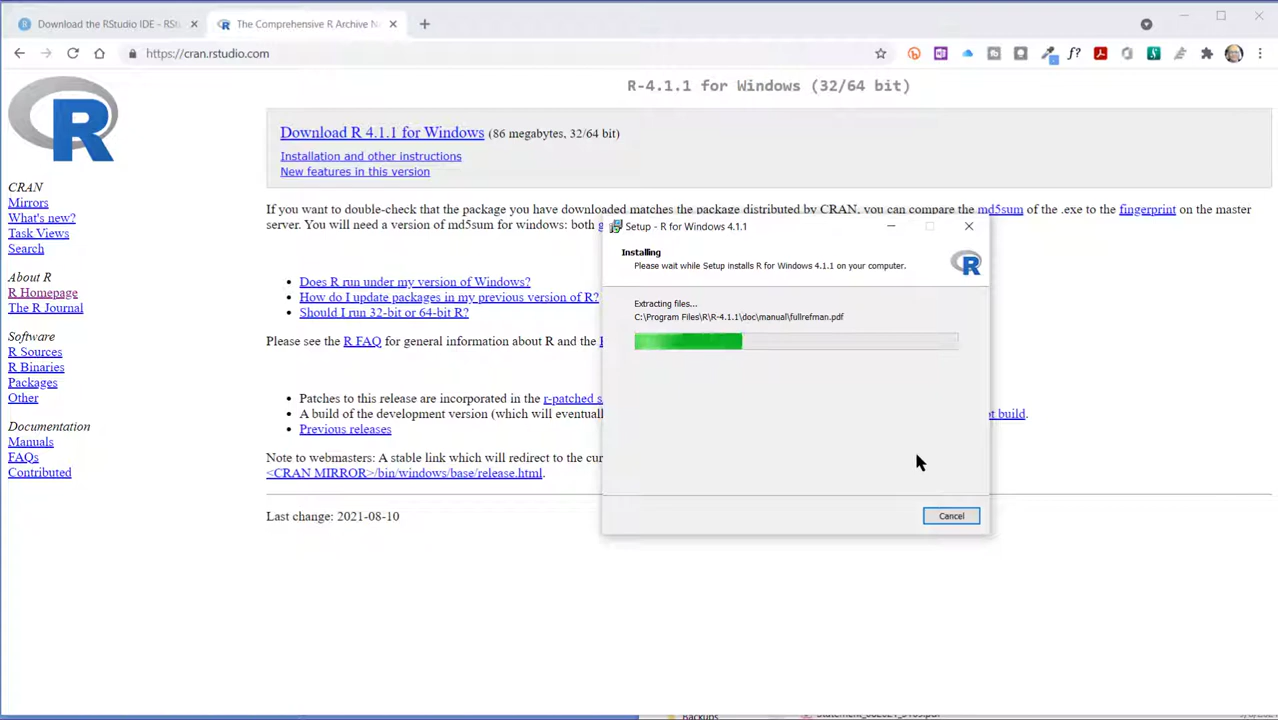 Download the RStudio IDE - RSt
The Comprehensive R Archive N
https://cran.rstudio.com
R-4.1.1 for Windows (32/64 bit)
Download R 4.1.1 for Windows (86 megabytes, 32/64 bit)
Installation and other instructions
New features in this version
CRAN
Mirrors
What's new?
Task Views
Search
About R
R Homepage
The R Journal
Software
R Sources
R Binaries
Packages
Other
Documentation
Manuals
FAQs
Contributed
If you want to double-check that the package you have downloaded matches the package distributed by CRAN, you can compare the md5sum of the .exe to the fingerprint on the master
server. You will need a version of md5sum for windows: both g
Does R run under my version of Windows?
How do I update packages in my previous version of R?
Should I run 32-bit or 64-bit R?
Please see the R FAQ for general information about R and the
Patches to this release are incorporated in the r-patched s
A build of the development version (which will eventuall
ot build.
Previous releases
Note to webmasters: A stable link which will redirect to the cur
<CRAN MIRROR>/bin/windows/base/release.html.
Last change: 2021-08-10
Setup - R for Windows 4.1.1
Installing
Please wait while Setup installs R for Windows 4.1.1 on your computer.
R
Extracting files...
C:\Program Files\R\R-4.1.1\doc\manual\fullrefman.pdf
Cancel
Backups